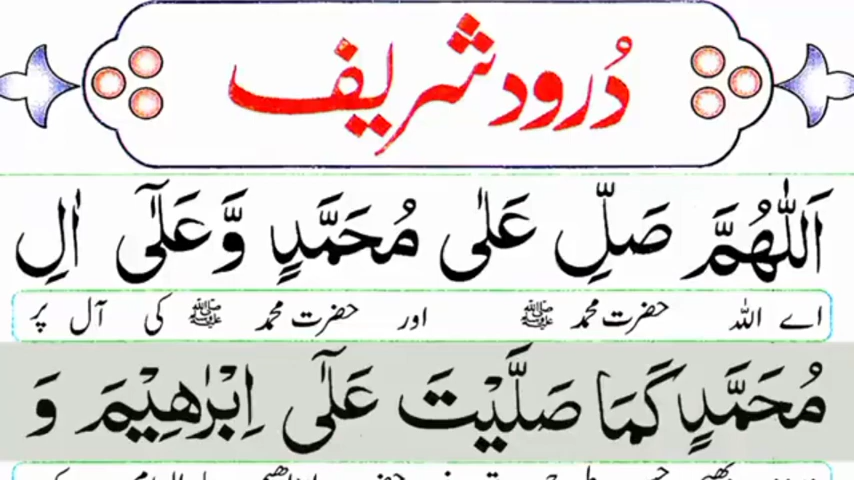 دُرود شریف
اَللّٰهُمَّ صَلِّ عَلٰى مُحَمَّدٍ وَّعَلٰٓى اٰلِ
اے اللہ حضرت محمد ﷺ اور حضرت محمد ﷺ کی آل پر
مُحَمَّدٍ كَمَا صَلَّيْتَ عَلٰٓى اِبْرٰهِيْمَ وَ